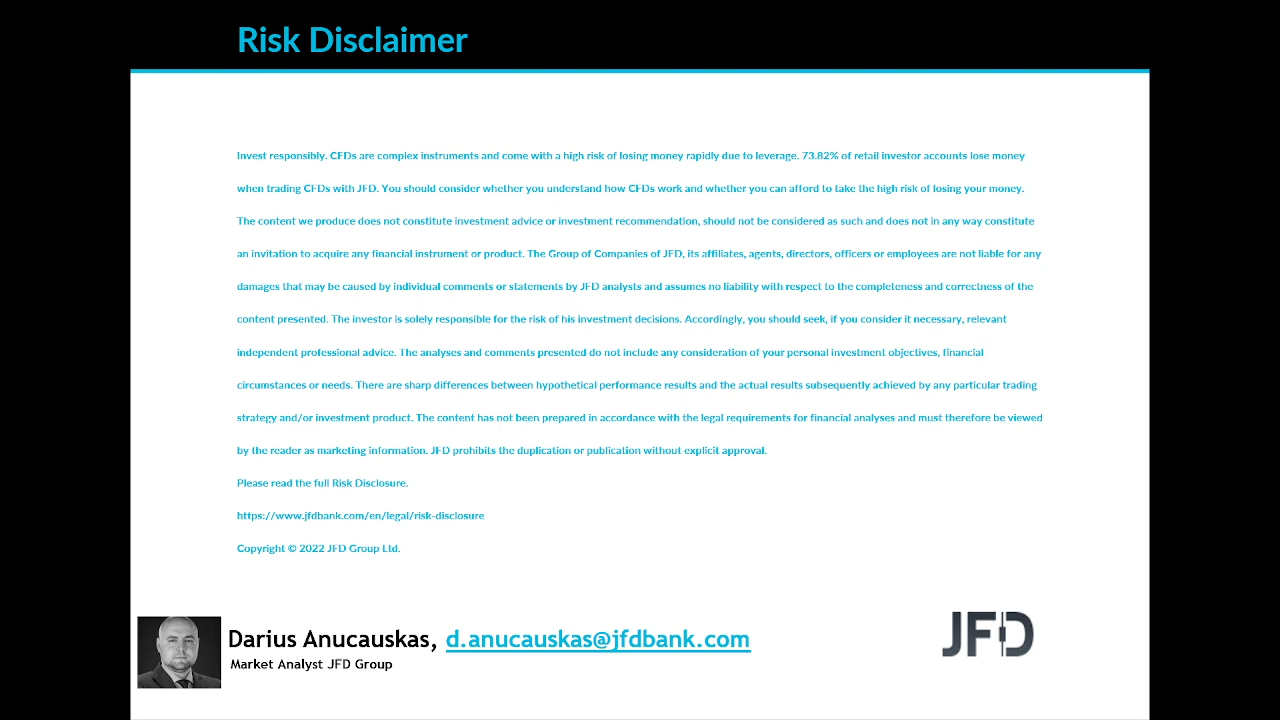 Risk Disclaimer
Invest responsibly. CFDs are complex instruments and come with a high risk of losing money rapidly due to leverage. 73.82% of retail investor accounts lose money
when trading CFDs with JFD. You should consider whether you understand how CFDs work and whether you can afford to take the high risk of losing your money.
The content we produce does not constitute investment advice or investment recommendation, should not be considered as such and does not in any way constitute
an invitation to acquire any financial instrument or product. The Group of Companies of JFD, its affiliates, agents, directors, officers or employees are not liable for any
damages that may be caused by individual comments or statements by JFD analysts and assumes no liability with respect to the completeness and correctness of the
content presented. The investor is solely responsible for the risk of his investment decisions. Accordingly, you should seek, if you consider it necessary, relevant
independent professional advice. The analyses and comments presented do not include any consideration of your personal investment objectives, financial
circumstances or needs. There are sharp differences between hypothetical performance results and the actual results subsequently achieved by any particular trading
strategy and/or investment product. The content has not been prepared in accordance with the legal requirements for financial analyses and must therefore be viewed
by the reader as marketing information. JFD prohibits the duplication or publication without explicit approval.
Please read the full Risk Disclosure.
https://www.jfdbank.com/en/legal/risk-disclosure
Copyright © 2022 JFD Group Ltd.
Darius Anucauskas, d.anucauskas@jfdbank.com
Market Analyst JFD Group
JFD